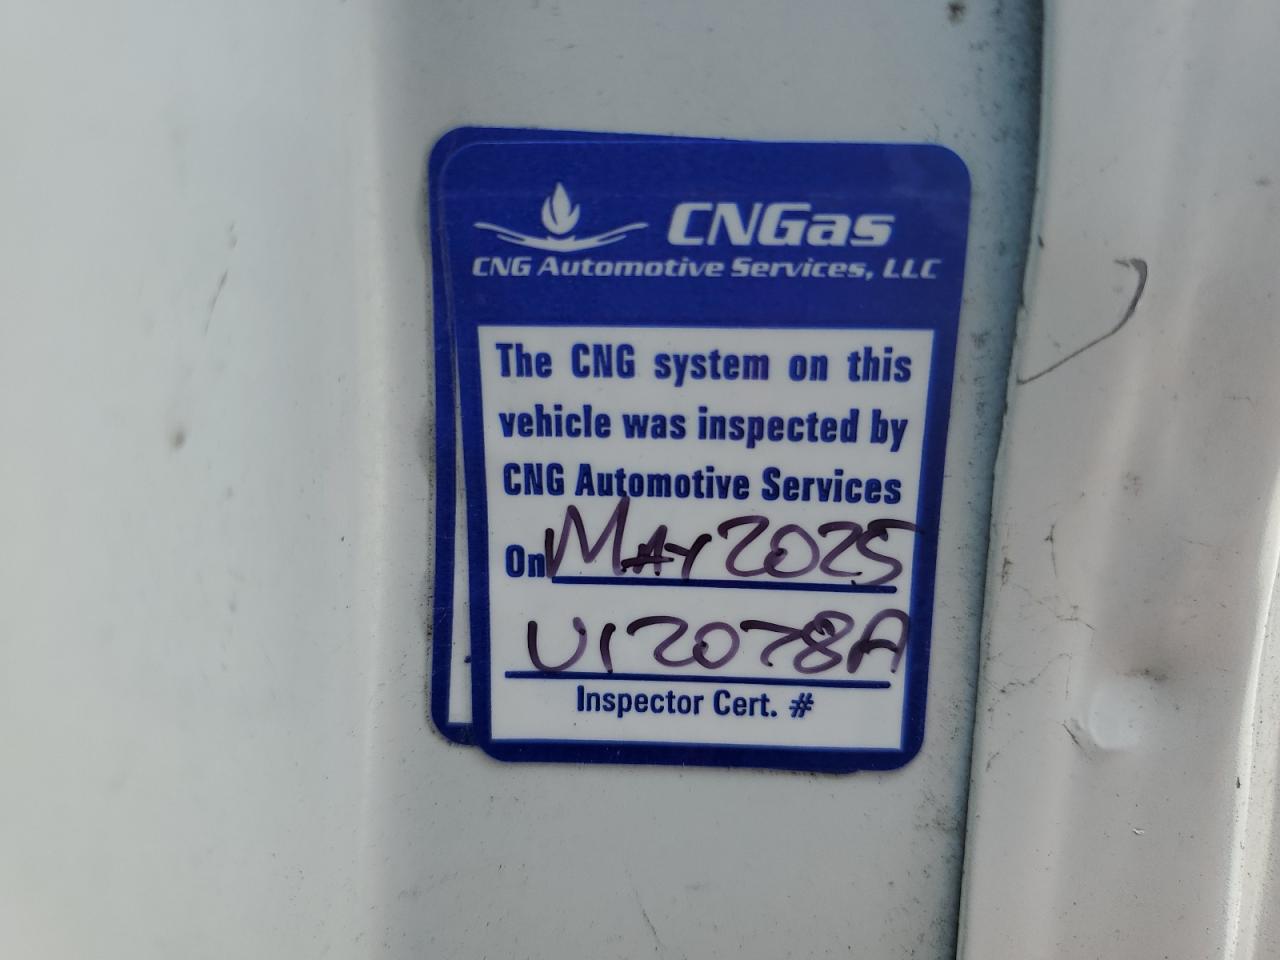 CNGas
CNG Automotive Services, LLC
The CNG system on this
vehicle was inspected by
CNG Automotive Services
On MAY 2025
U12078A
Inspector Cert. #